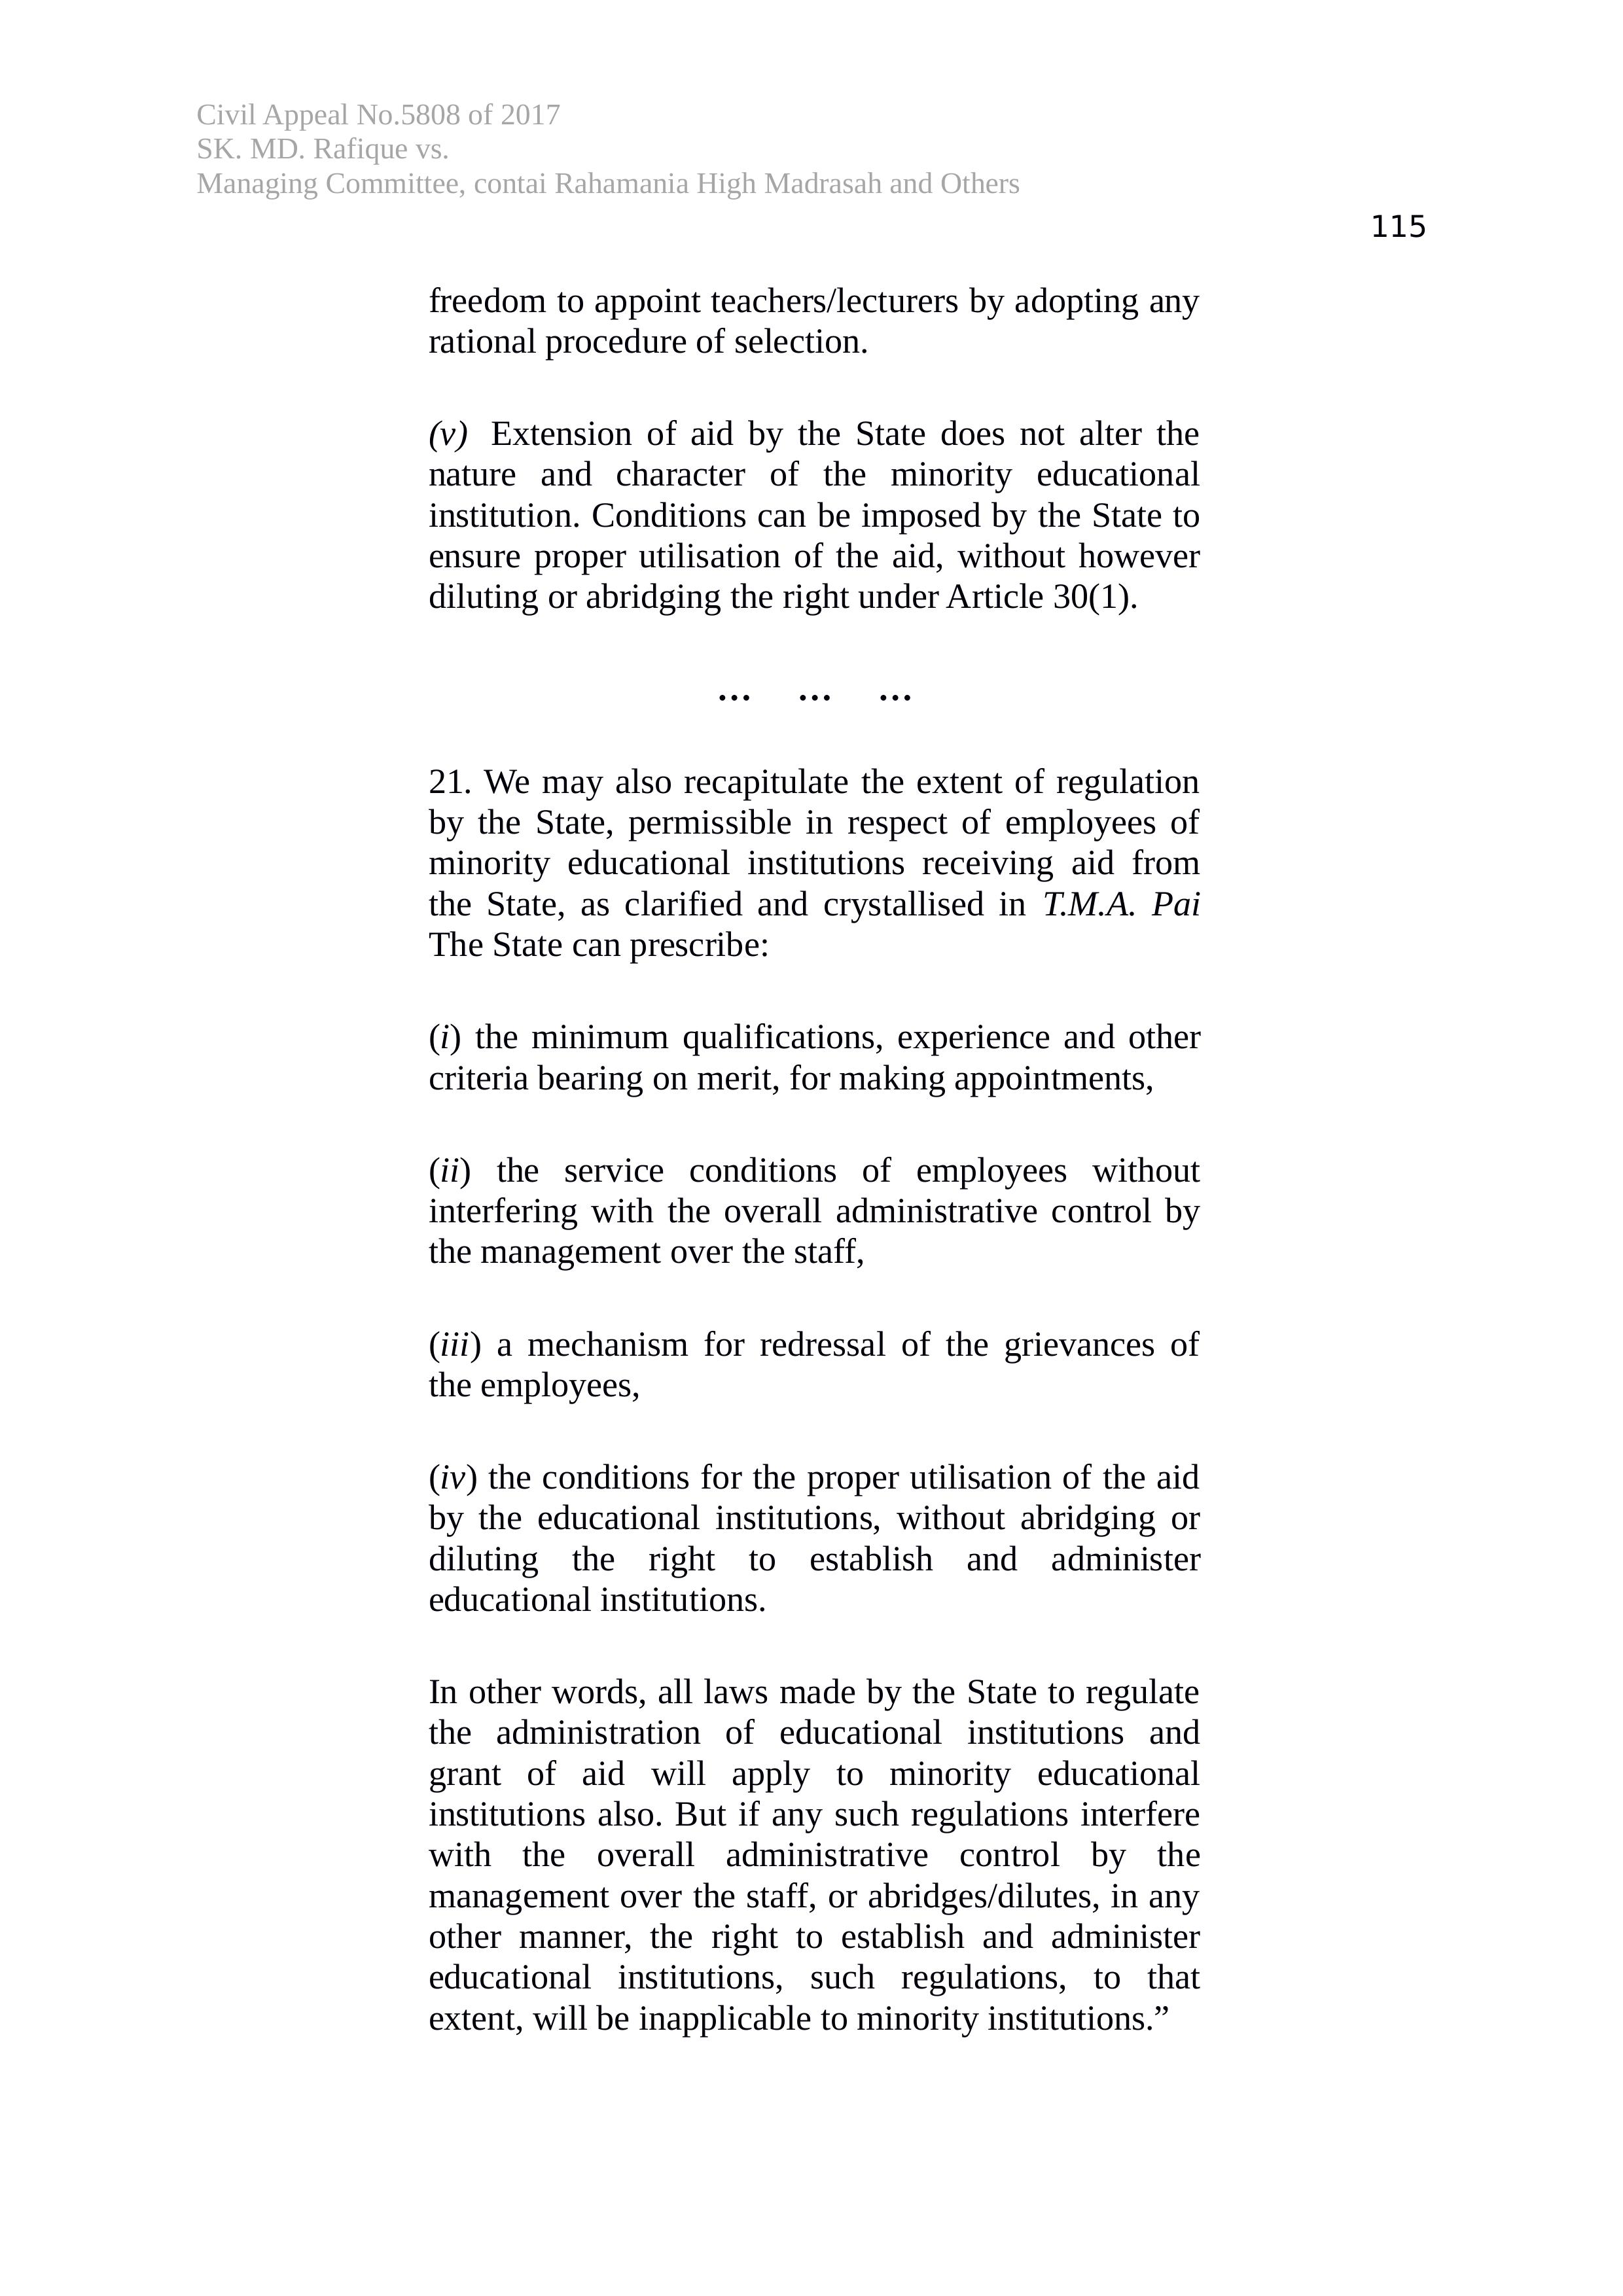 Civil Appeal No.5808 of 2017
SK. MD. Rafique vs.
Managing Committee, contai Rahamania High Madrasah and Others
115
freedom to appoint teachers/lecturers by adopting any
rational procedure of selection.
(v) Extension of aid by the State does not alter the
nature and character of the minority educational
institution. Conditions can be imposed by the State to
ensure proper utilisation of the aid, without however
diluting or abridging the right under Article 30(1).
... ... ...
21. We may also recapitulate the extent of regulation
by the State, permissible in respect of employees of
minority educational institutions receiving aid from
the State, as clarified and crystallised in T.M.A. Pai
The State can prescribe:
(i) the minimum qualifications, experience and other
criteria bearing on merit, for making appointments,
(ii) the service conditions of employees without
interfering with the overall administrative control by
the management over the staff,
(iii) a mechanism for redressal of the grievances of
the employees,
(iv) the conditions for the proper utilisation of the aid
by the educational institutions, without abridging or
diluting the right to establish and administer
educational institutions.
In other words, all laws made by the State to regulate
the administration of educational institutions and
grant of aid will apply to minority educational
institutions also. But if any such regulations interfere
with the overall administrative control by the
management over the staff, or abridges/dilutes, in any
other manner, the right to establish and administer
educational institutions, such regulations, to that
extent, will be inapplicable to minority institutions.”